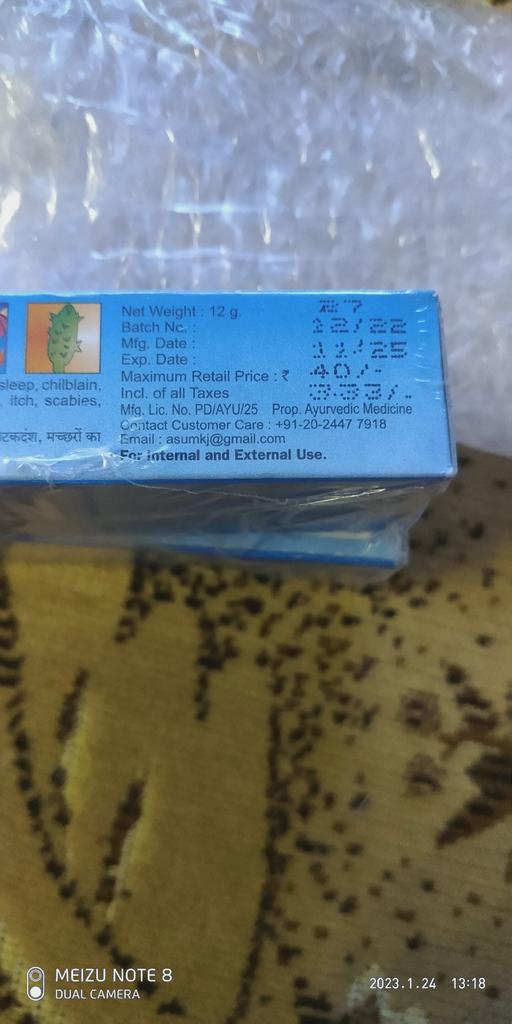 Net Weight : 12 g.
Batch No. : 27
Mfg. Date : 12/22
Exp. Date : 11/25
Maximum Retail Price : ₹ 40/-
Incl. of all Taxes 3.33/.
Mfg. Lic. No. PD/AYU/25 Prop. Ayurvedic Medicine
Contact Customer Care : +91-20-2447 7918
Email : asumkj@gmail.com
For Internal and External Use.
sleep, chilblain,
, itch, scabies,
मच्छरों का
MEIZU NOTE 8
DUAL CAMERA
2023.1.24 13:18